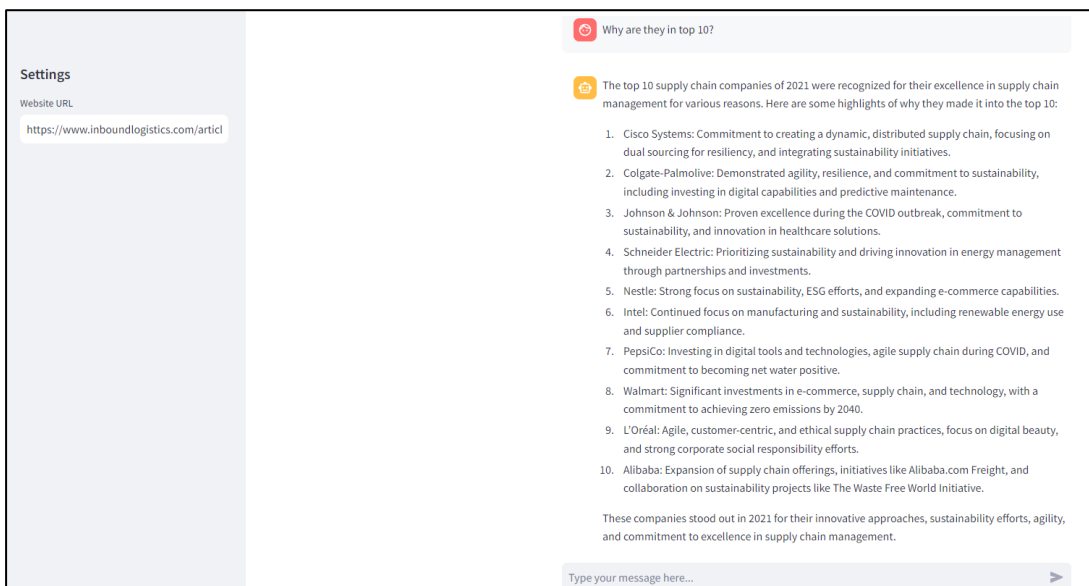 Why are they in top 10?
Settings
Website URL
https://www.inboundlogistics.com/articl
The top 10 supply chain companies of 2021 were recognized for their excellence in supply chain
management for various reasons. Here are some highlights of why they made it into the top 10:
1. Cisco Systems: Commitment to creating a dynamic, distributed supply chain, focusing on
dual sourcing for resiliency, and integrating sustainability initiatives.
2. Colgate-Palmolive: Demonstrated agility, resilience, and commitment to sustainability,
including investing in digital capabilities and predictive maintenance.
3. Johnson & Johnson: Proven excellence during the COVID outbreak, commitment to
sustainability, and innovation in healthcare solutions.
4. Schneider Electric: Prioritizing sustainability and driving innovation in energy management
through partnerships and investments.
5. Nestle: Strong focus on sustainability, ESG efforts, and expanding e-commerce capabilities.
6. Intel: Continued focus on manufacturing and sustainability, including renewable energy use
and supplier compliance.
7. PepsiCo: Investing in digital tools and technologies, agile supply chain during COVID, and
commitment to becoming net water positive.
8. Walmart: Significant investments in e-commerce, supply chain, and technology, with a
commitment to achieving zero emissions by 2040.
9. L'Oréal: Agile, customer-centric, and ethical supply chain practices, focus on digital beauty,
and strong corporate social responsibility efforts.
10. Alibaba: Expansion of supply chain offerings, initiatives like Alibaba.com Freight, and
collaboration on sustainability projects like The Waste Free World Initiative.
These companies stood out in 2021 for their innovative approaches, sustainability efforts, agility,
and commitment to excellence in supply chain management.
Type your message here...